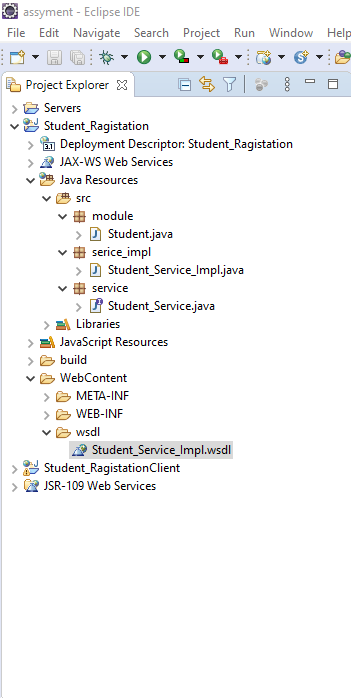 assyment - Eclipse IDE
File Edit Navigate Search Project Run Window Help
Project Explorer
Servers
Student_Ragistation
Deployment Descriptor: Student_Ragistation
JAX-WS Web Services
Java Resources
src
module
Student.java
serice_impl
Student_Service_Impl.java
service
Student_Service.java
Libraries
JavaScript Resources
build
WebContent
META-INF
WEB-INF
wsdl
Student_Service_Impl.wsdl
Student_RagistationClient
JSR-109 Web Services